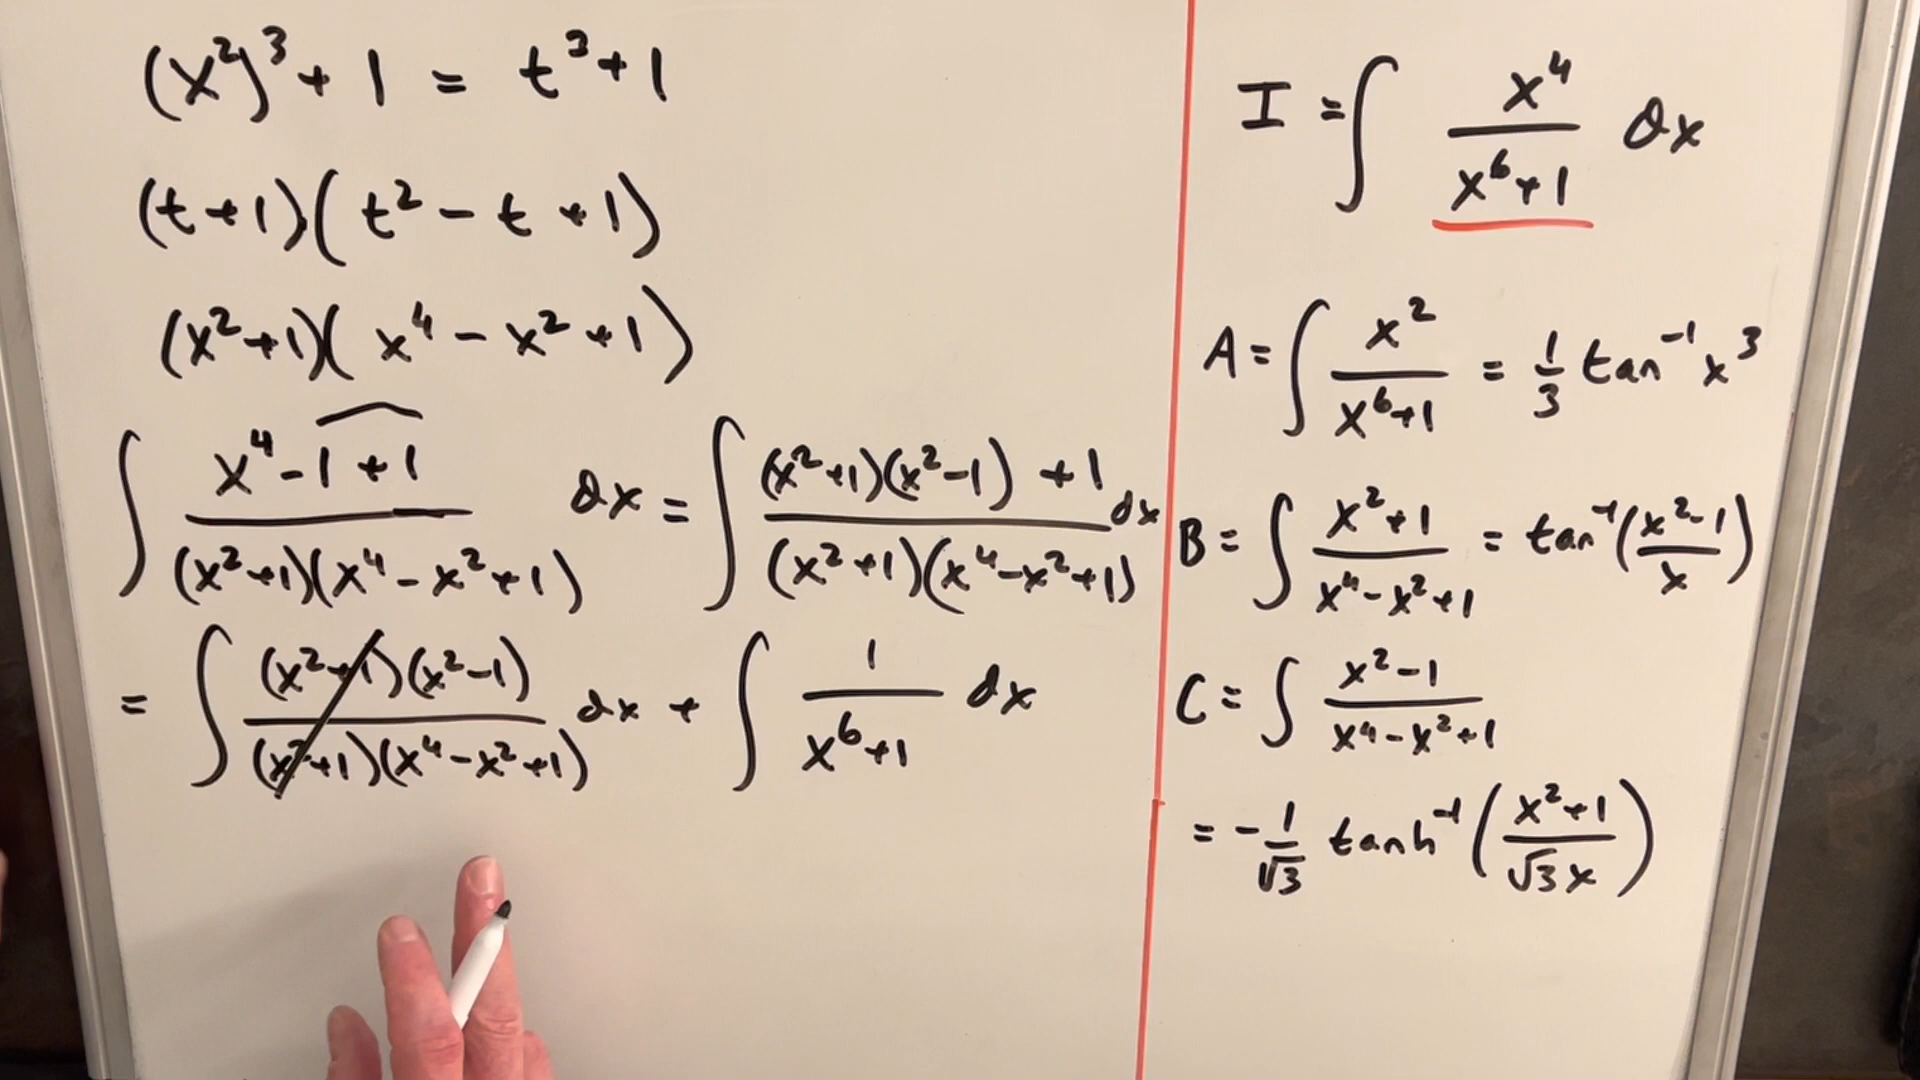 (x²)³ + 1 = t³ + 1
(t + 1)(t² - t + 1)
(x² + 1)(x⁴ - x² + 1)
∫ (x⁴ - 1 + 1)/((x² + 1)(x⁴ - x² + 1)) dx = ∫ ((x² + 1)(x² - 1) + 1)/((x² + 1)(x⁴ - x² + 1)) dx
= ∫ ((x² + 1)(x² - 1))/((x² + 1)(x⁴ - x² + 1)) dx + ∫ 1/(x⁶ + 1) dx
I = ∫ x⁴/(x⁶ + 1) dx
A = ∫ x²/(x⁶ + 1) = 1/3 tan⁻¹ x³
B = ∫ (x² + 1)/(x⁴ - x² + 1) = tan⁻¹((x² - 1)/x)
C = ∫ (x² - 1)/(x⁴ - x² + 1)
= - 1/√3 tanh⁻¹((x² + 1)/(√3 x))